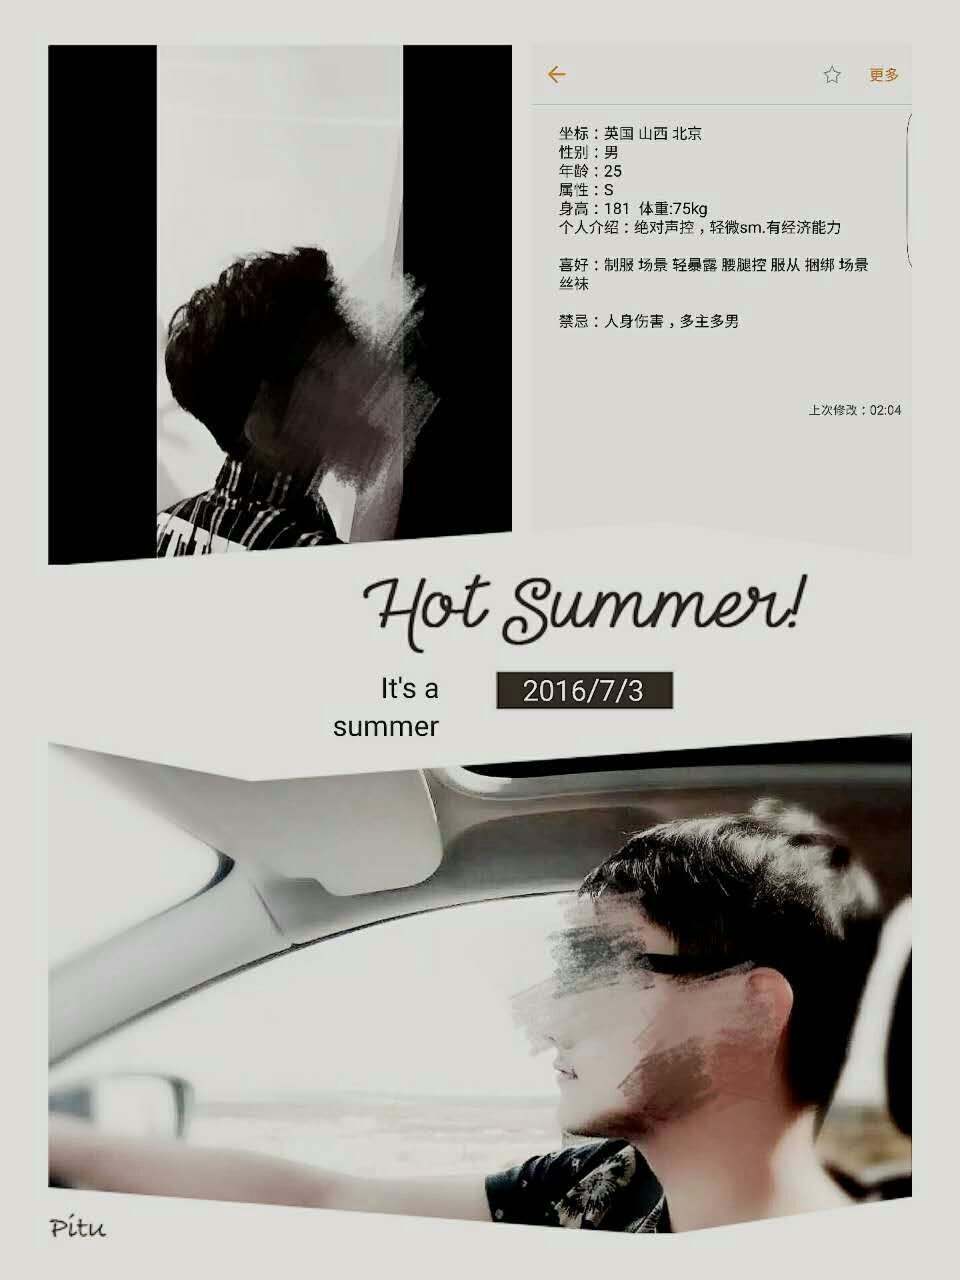 更多
坐标：英国 山西 北京
性别：男
年龄：25
属性：S
身高：181  体重:75kg
个人介绍：绝对声控，轻微sm.有经济能力
喜好：制服 场景 轻暴露 腰腿控 服从 捆绑 场景
丝袜
禁忌：人身伤害，多主多男
上次修改：02:04
Hot Summer!
It's a
summer
2016/7/3
Pitu